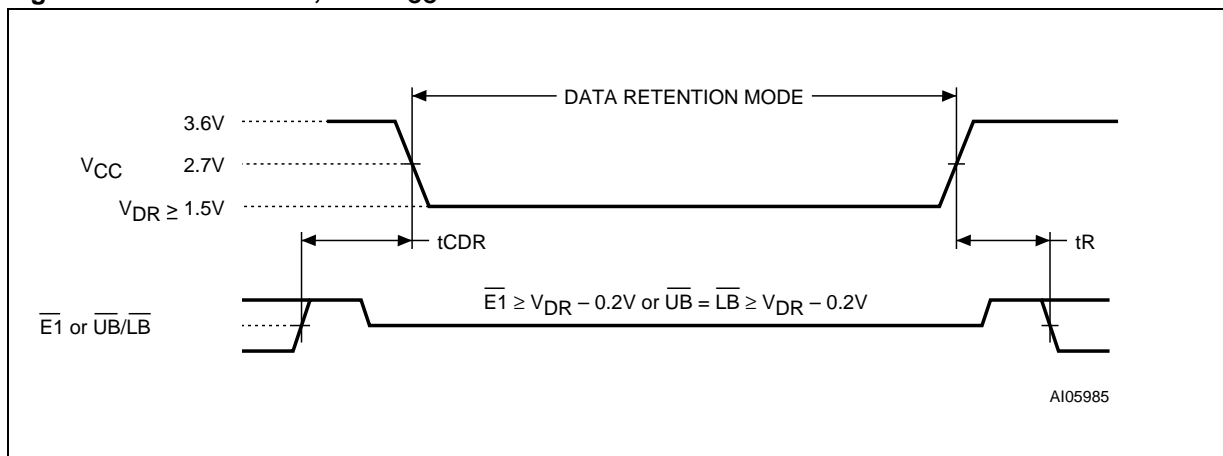 DATA RETENTION MODE
3.6V
VCC 2.7V
VDR ≥ 1.5V
tCDR
tR
E1 ≥ VDR – 0.2V or UB = LB ≥ VDR – 0.2V
E1 or UB/LB
AI05985